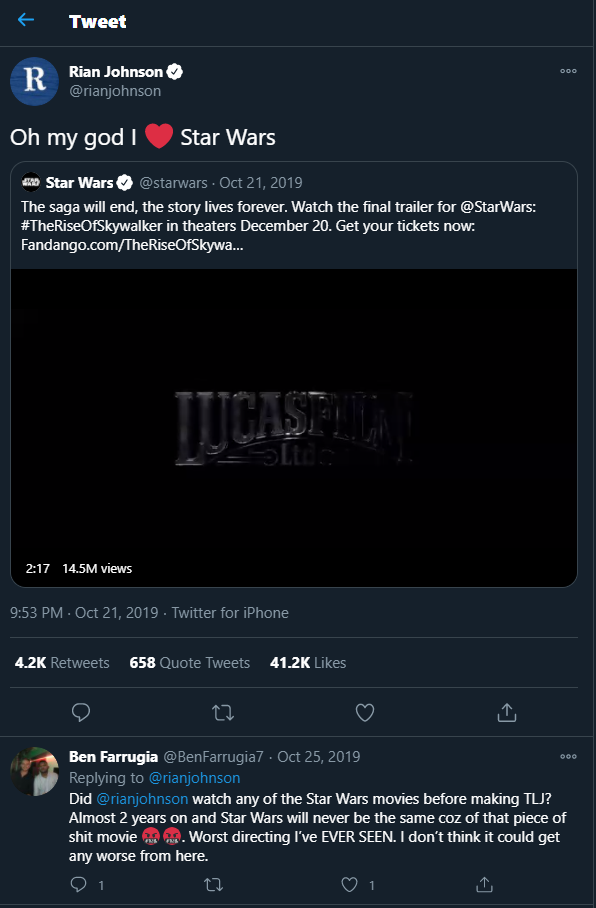 Tweet
R
Rian Johnson
@rianjohnson
Oh my god I ❤️ Star Wars
STAR WARS
Star Wars @starwars · Oct 21, 2019
The saga will end, the story lives forever. Watch the final trailer for @StarWars:
#TheRiseOfSkywalker in theaters December 20. Get your tickets now:
Fandango.com/TheRiseOfSkywa...
LUCASFILM
Ltd
2:17 14.5M views
9:53 PM · Oct 21, 2019 · Twitter for iPhone
4.2K Retweets 658 Quote Tweets 41.2K Likes
Ben Farrugia @BenFarrugia7 · Oct 25, 2019
Replying to @rianjohnson
Did @rianjohnson watch any of the Star Wars movies before making TLJ?
Almost 2 years on and Star Wars will never be the same coz of that piece of
shit movie 🤬🤬. Worst directing I've EVER SEEN. I don't think it could get
any worse from here.
1 1